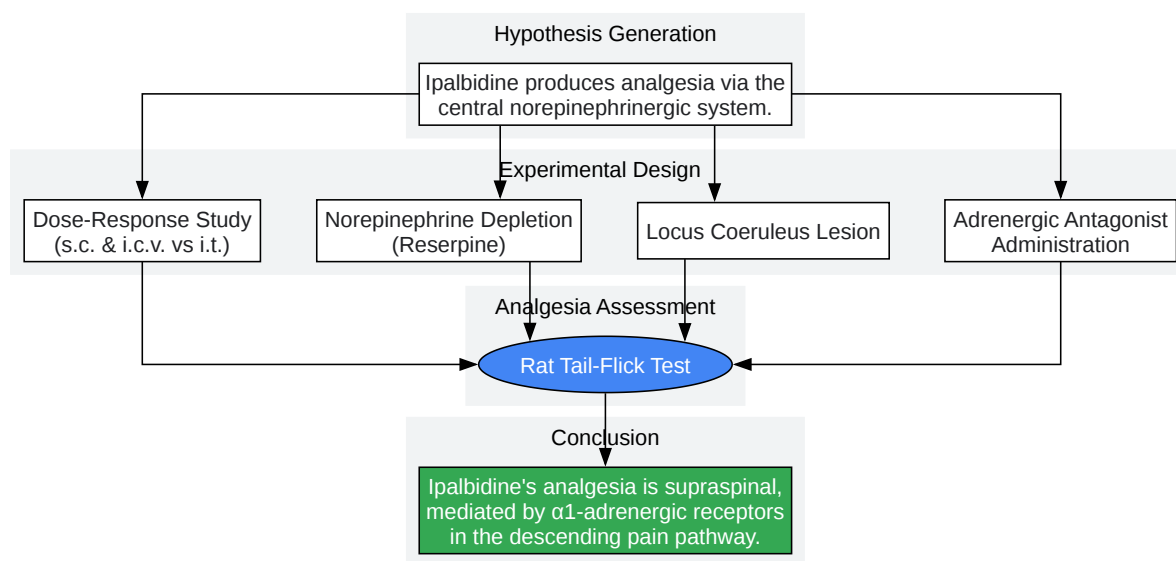 Hypothesis Generation
Ipalbidine produces analgesia via the
central norepinephrinergic system.
Experimental Design
Dose-Response Study
(s.c. & i.c.v. vs i.t.)
Norepinephrine Depletion
(Reserpine)
Locus Coeruleus Lesion
Adrenergic Antagonist
Administration
Analgesia Assessment
Rat Tail-Flick Test
Conclusion
Ipalbidine's analgesia is supraspinal,
mediated by α1-adrenergic receptors
in the descending pain pathway.